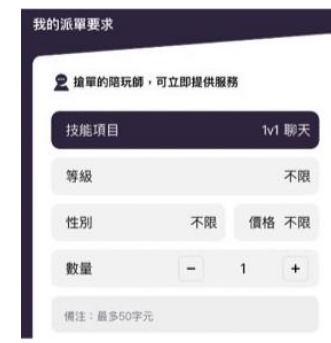 我的派單要求
搶單的陪玩師，可立即提供服務
技能項目 1v1 聊天
等級 不限
性別 不限 價格 不限
數量 − 1 +
備注：最多50字元